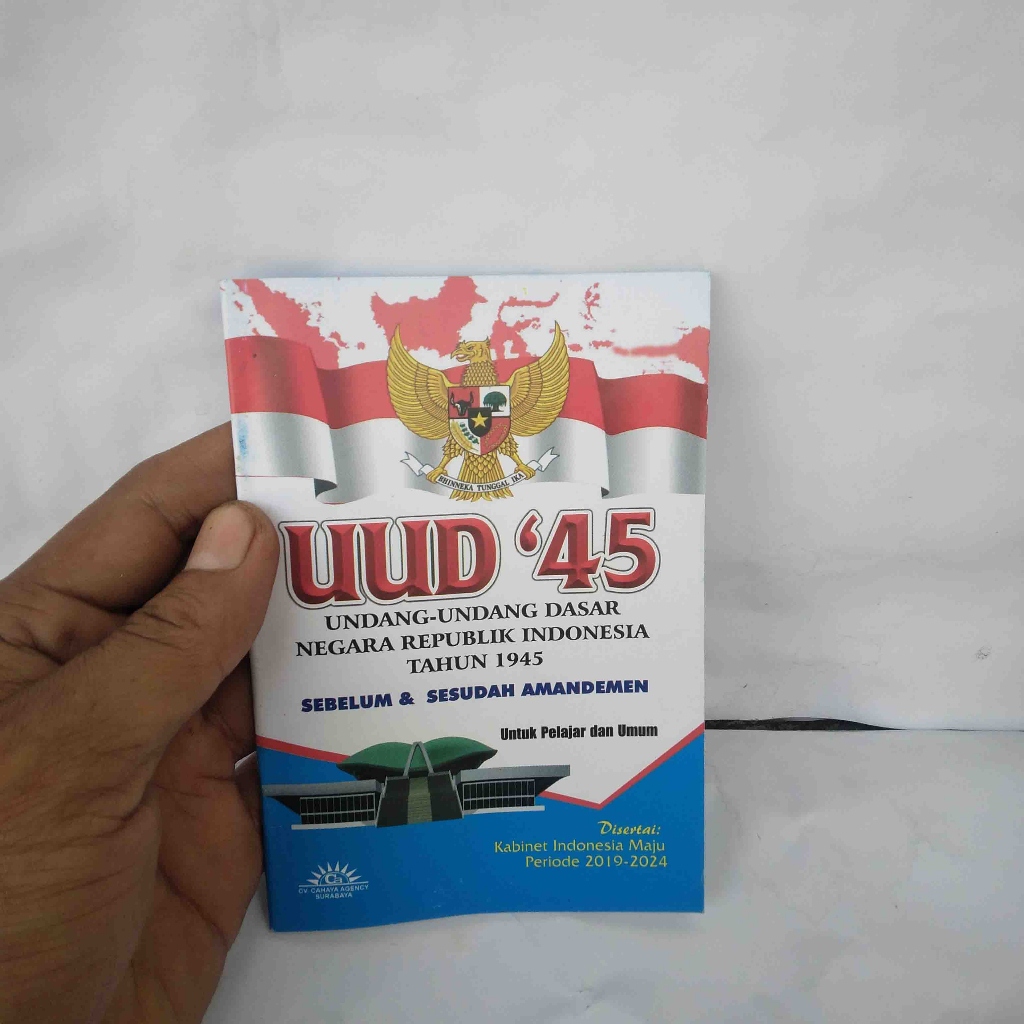 BHINNEKA TUNGGAL IKA
UUD '45
UNDANG-UNDANG DASAR
NEGARA REPUBLIK INDONESIA
TAHUN 1945
SEBELUM & SESUDAH AMANDEMEN
Untuk Pelajar dan Umum
Disertai:
Kabinet Indonesia Maju
Periode 2019-2024
Ca
CV. CAHAYA AGENCY
SURABAYA